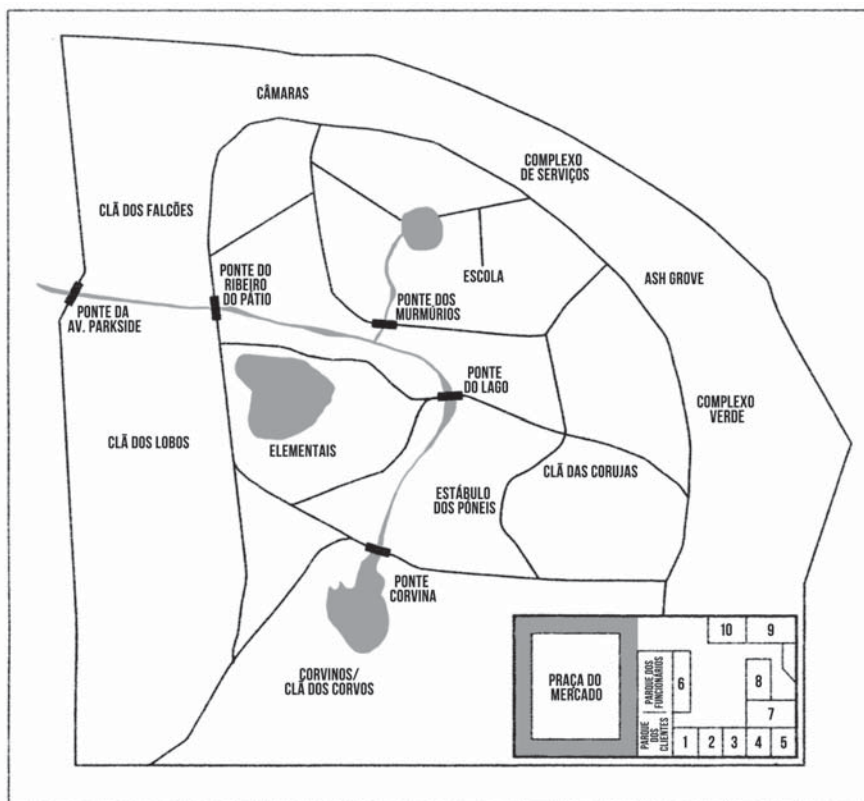 CÂMARAS
COMPLEXO
DE SERVIÇOS
CLÃ DOS FALCÕES
ESCOLA
ASH GROVE
PONTE DO
RIBEIRO
DO PÁTIO
PONTE DOS
MURMÚRIOS
PONTE DA
AV. PARKSIDE
PONTE
DO LAGO
COMPLEXO
VERDE
CLÃ DOS LOBOS
ELEMENTAIS
CLÃ DAS CORUJAS
ESTÁBULO
DOS PÓNEIS
PONTE
CORVINA
CORVINOS/
CLÃ DOS CORVOS
PRAÇA DO
MERCADO
PARQUE DOS
FUNCIONÁRIOS
PARQUE
DOS
CLIENTES
10
9
6
8
7
1
2
3
4
5